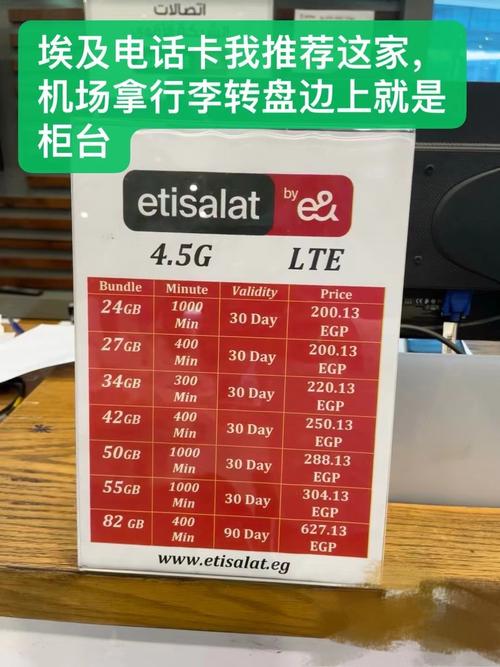 اتصالات
埃及电话卡我推荐这家，
机场拿行李转盘边上就是
柜台
etisalat by e&
4.5G LTE
Bundle Minute Validity Price
24GB 1000 Min 30 Day 200.13 EGP
27GB 400 Min 30 Day 200.13 EGP
34GB 300 Min 30 Day 220.13 EGP
42GB 400 Min 30 Day 250.13 EGP
50GB 1000 Min 30 Day 288.13 EGP
55GB 1000 Min 30 Day 304.13 EGP
82 GB 400 Min 90 Day 627.13 EGP
www.etisalat.eg